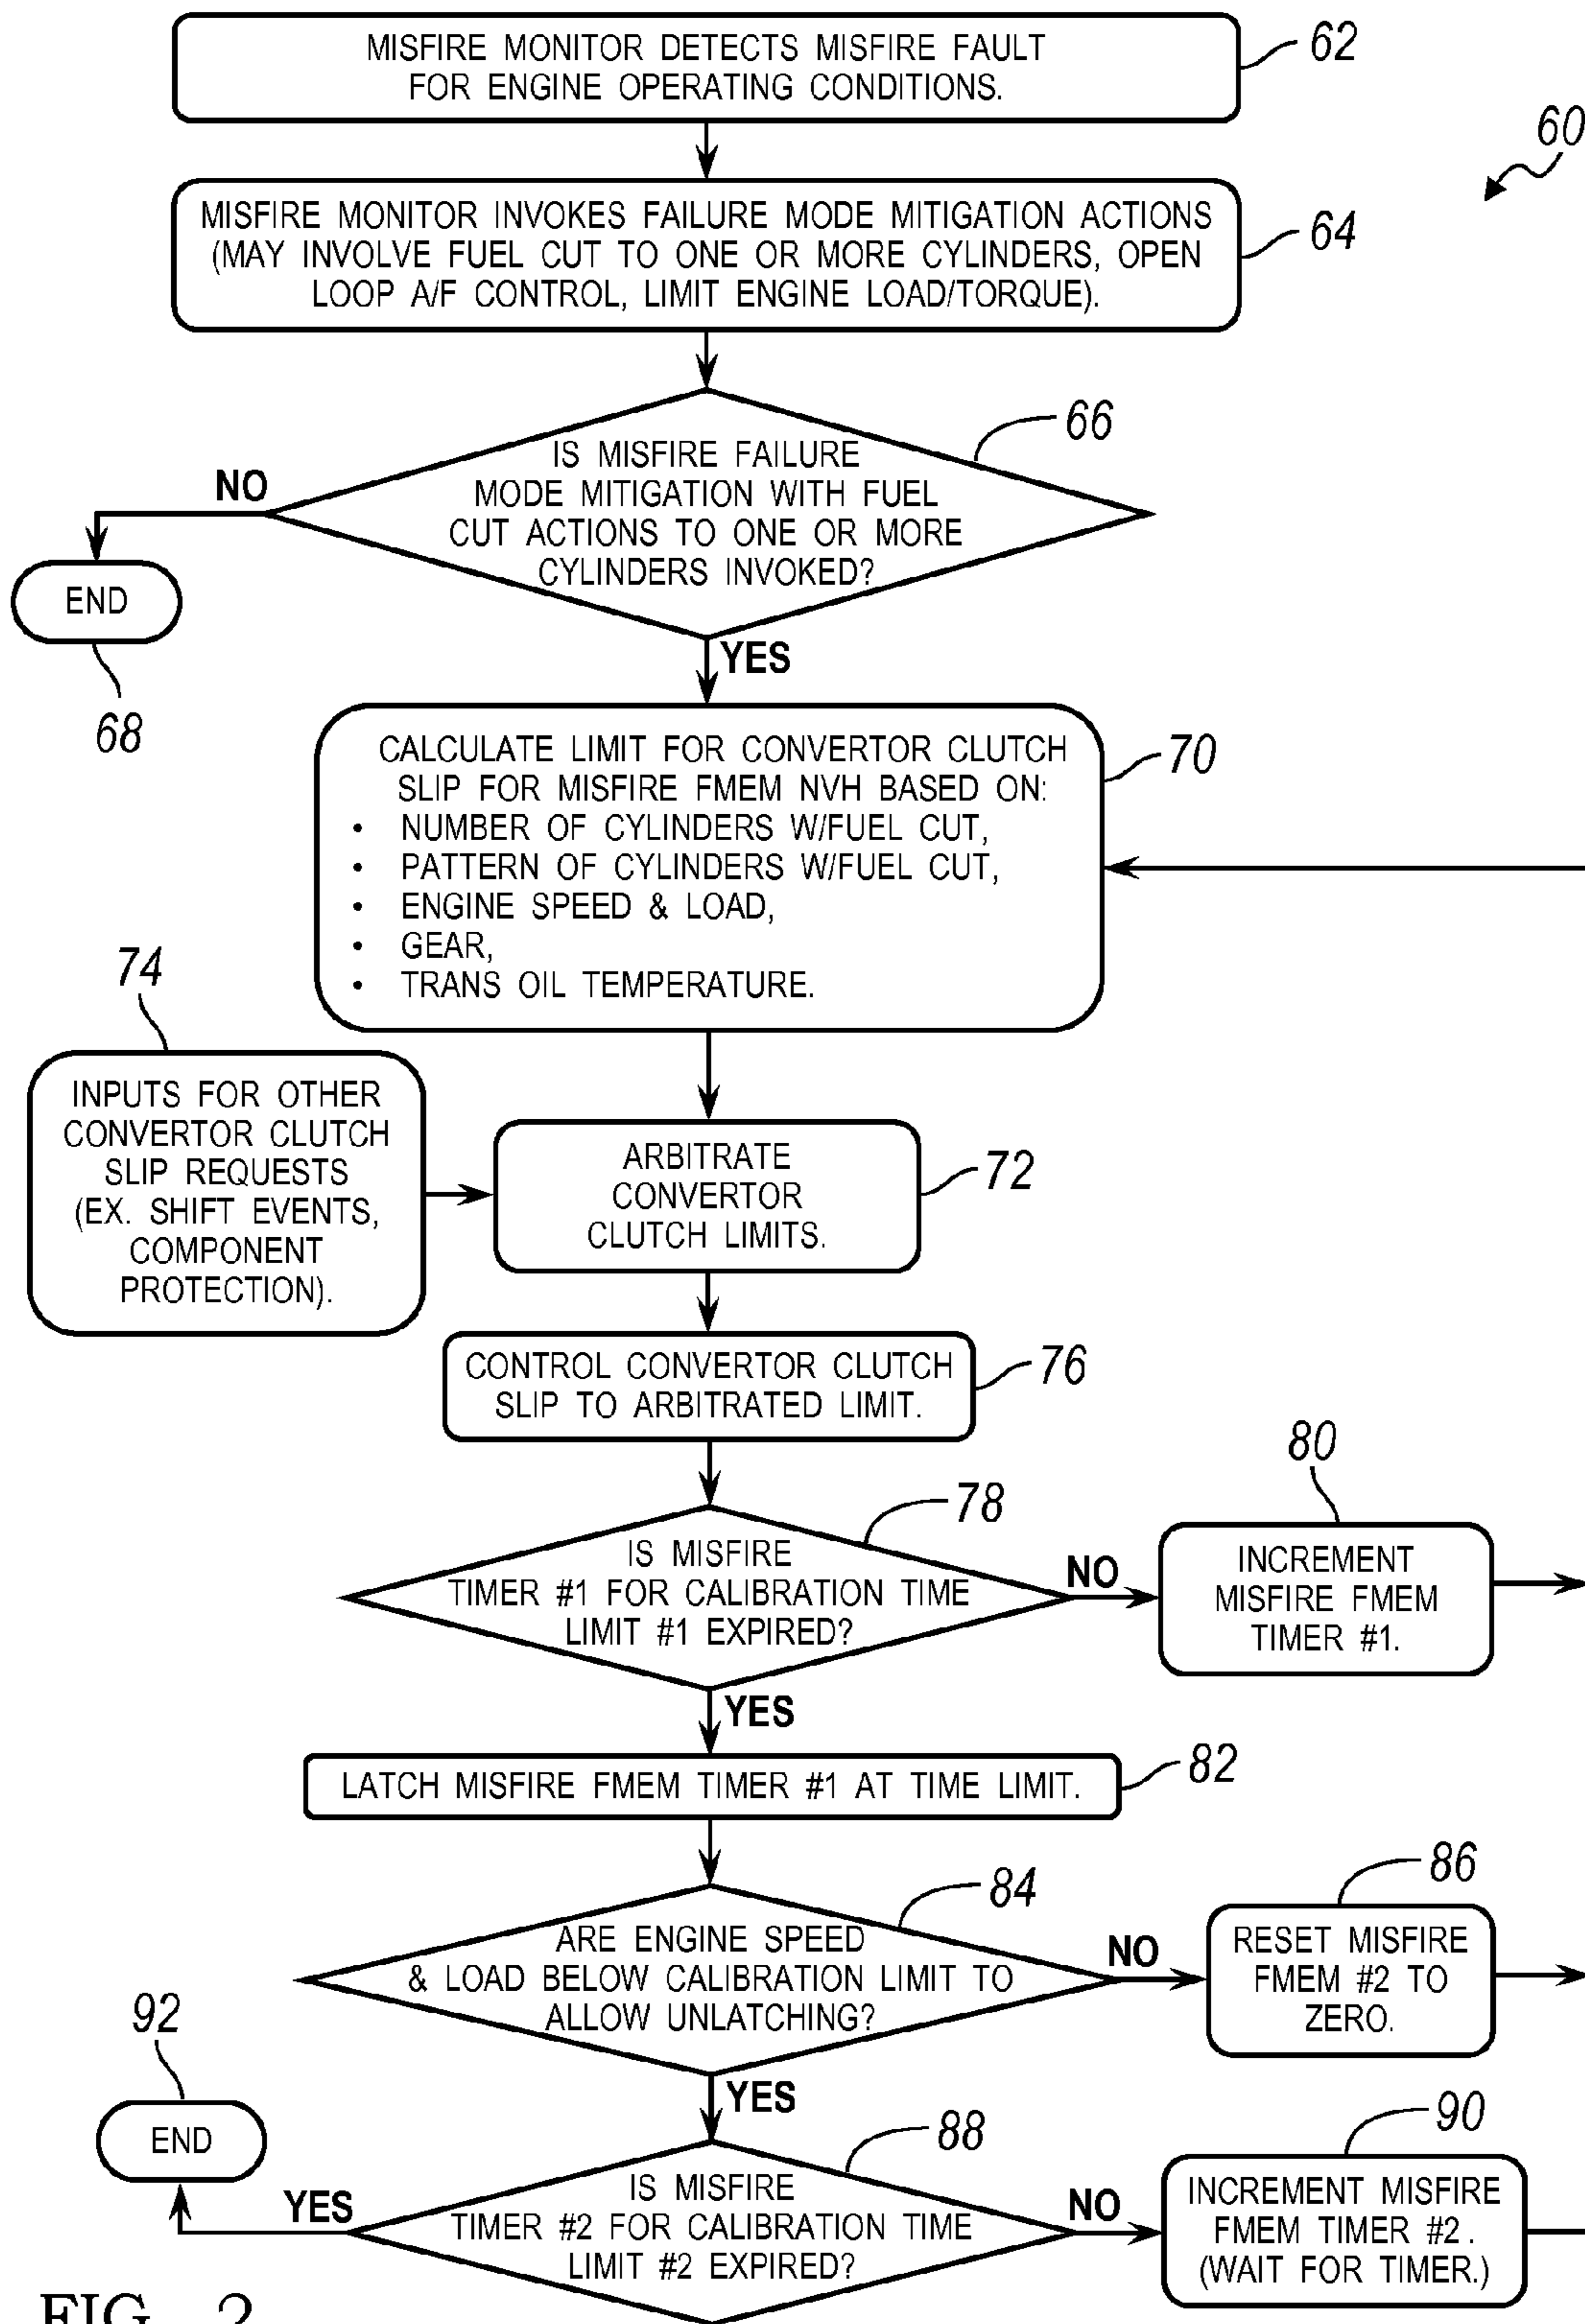 MISFIRE MONITOR DETECTS MISFIRE FAULT
FOR ENGINE OPERATING CONDITIONS.
62
60
MISFIRE MONITOR INVOKES FAILURE MODE MITIGATION ACTIONS
(MAY INVOLVE FUEL CUT TO ONE OR MORE CYLINDERS, OPEN
LOOP A/F CONTROL, LIMIT ENGINE LOAD/TORQUE).
64
IS MISFIRE FAILURE
MODE MITIGATION WITH FUEL
CUT ACTIONS TO ONE OR MORE
CYLINDERS INVOKED?
66
NO
END
68
YES
CALCULATE LIMIT FOR CONVERTOR CLUTCH
SLIP FOR MISFIRE FMEM NVH BASED ON:
• NUMBER OF CYLINDERS W/FUEL CUT,
• PATTERN OF CYLINDERS W/FUEL CUT,
• ENGINE SPEED & LOAD,
• GEAR,
• TRANS OIL TEMPERATURE.
70
74
INPUTS FOR OTHER
CONVERTOR CLUTCH
SLIP REQUESTS
(EX. SHIFT EVENTS,
COMPONENT
PROTECTION).
ARBITRATE
CONVERTOR
CLUTCH LIMITS.
72
CONTROL CONVERTOR CLUTCH
SLIP TO ARBITRATED LIMIT.
76
IS MISFIRE
TIMER #1 FOR CALIBRATION TIME
LIMIT #1 EXPIRED?
78
NO
80
INCREMENT
MISFIRE FMEM
TIMER #1.
YES
LATCH MISFIRE FMEM TIMER #1 AT TIME LIMIT.
82
ARE ENGINE SPEED
& LOAD BELOW CALIBRATION LIMIT TO
ALLOW UNLATCHING?
84
NO
86
RESET MISFIRE
FMEM #2 TO
ZERO.
YES
92
END
YES
IS MISFIRE
TIMER #2 FOR CALIBRATION TIME
LIMIT #2 EXPIRED?
88
NO
90
INCREMENT MISFIRE
FMEM TIMER #2.
(WAIT FOR TIMER.)
FIG. 2